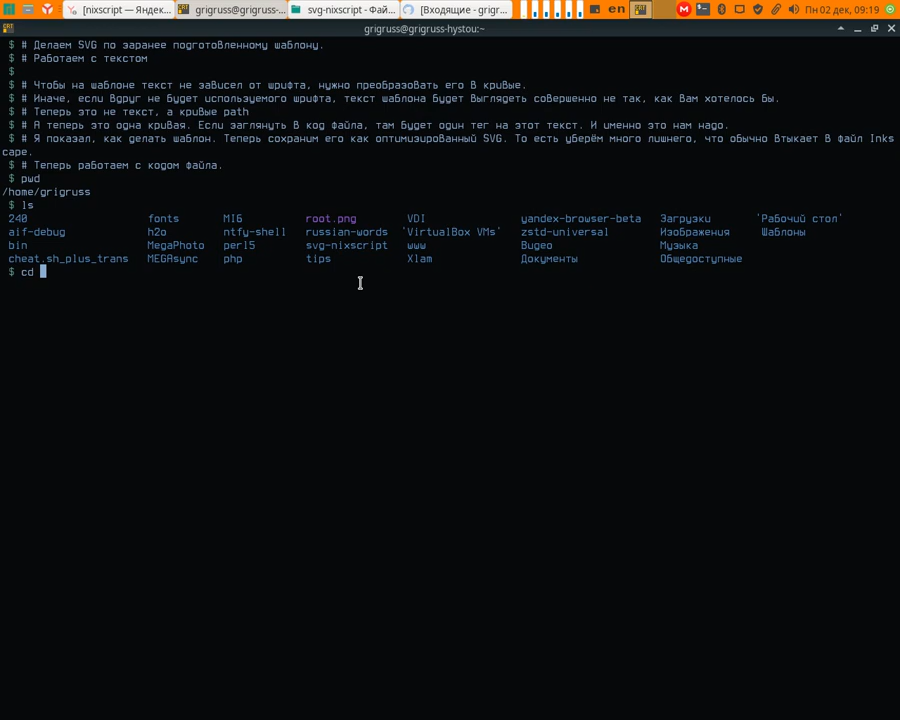 [nixscript — Яндек... grigruss@grigruss-... svg-nixscript - Фай... [Входящие - grigr... en M Пн 02 дек, 09:19
grigruss@grigruss-hystou:~
$ # Делаем SVG по заранее подготовленному шаблону.
$ # Работаем с текстом
$
$ # Чтобы на шаблоне текст не зависел от шрифта, нужно преобразовать его в кривые.
$ # Иначе, если вдруг не будет используемого шрифта, текст шаблона будет выглядеть совершенно не так, как Вам хотелось бы.
$ # Теперь это не текст, а кривые path
$ # А теперь это одна кривая. Если заглянуть в код файла, там будет один тег на этот текст. И именно это нам надо.
$ # Я показал, как делать шаблон. Теперь сохраним его как оптимизированный SVG. То есть уберём много лишнего, что обычно втыкает в файл Inks
cape.
$ # Теперь работаем с кодом файла.
$ pwd
/home/grigruss
$ ls
240 fonts MIG root.png VDI yandex-browser-beta Загрузки 'Рабочий стол'
aif-debug h2o ntfy-shell russian-words 'VirtualBox VMs' zstd-universal Изображения Шаблоны
bin MegaPhoto perl5 svg-nixscript www Видео Музыка
cheat.sh_plus_trans MEGAsync php tips Xlam Документы Общедоступные
$ cd